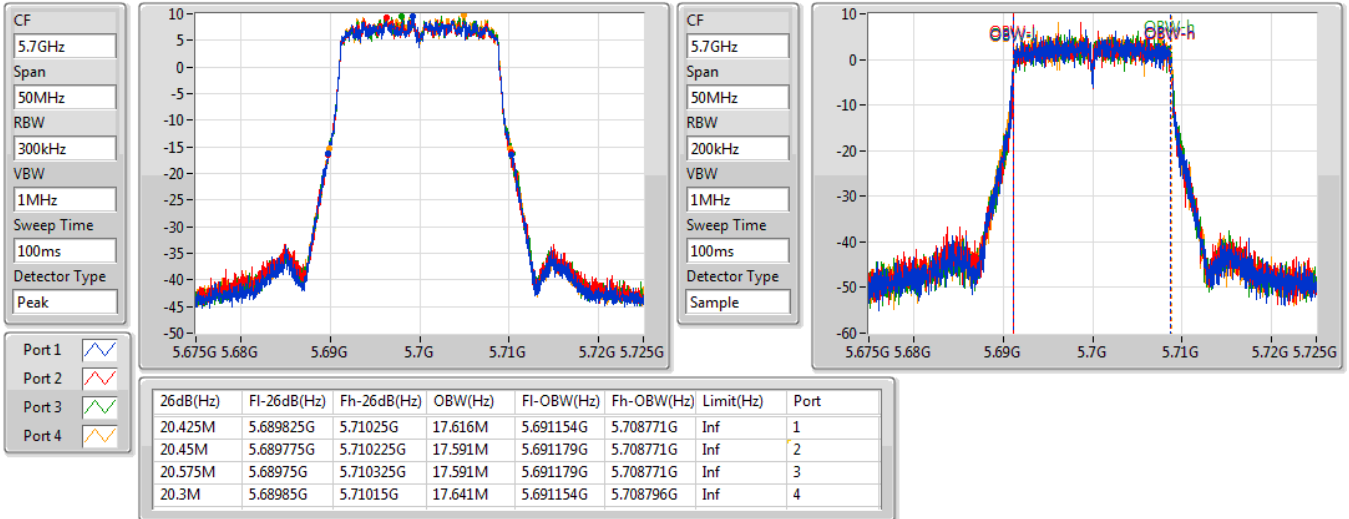 CF
5.7GHz
Span
50MHz
RBW
300kHz
VBW
1MHz
Sweep Time
100ms
Detector Type
Peak
10
5
0
-5
-10
-15
-20
-25
-30
-35
-40
-45
-50
5.675G 5.68G 5.69G 5.7G 5.71G 5.72G 5.725G
CF
5.7GHz
Span
50MHz
RBW
200kHz
VBW
1MHz
Sweep Time
100ms
Detector Type
Sample
10
0
-10
-20
-30
-40
-50
-60
OBW-l OBW-h
5.675G 5.68G 5.69G 5.7G 5.71G 5.72G 5.725G
Port 1
Port 2
Port 3
Port 4
26dB(Hz) Fl-26dB(Hz) Fh-26dB(Hz) OBW(Hz) Fl-OBW(Hz) Fh-OBW(Hz) Limit(Hz) Port
20.425M 5.689825G 5.71025G 17.616M 5.691154G 5.708771G Inf 1
20.45M 5.689775G 5.710225G 17.591M 5.691179G 5.708771G Inf 2
20.575M 5.68975G 5.710325G 17.591M 5.691179G 5.708771G Inf 3
20.3M 5.68985G 5.71015G 17.641M 5.691154G 5.708796G Inf 4